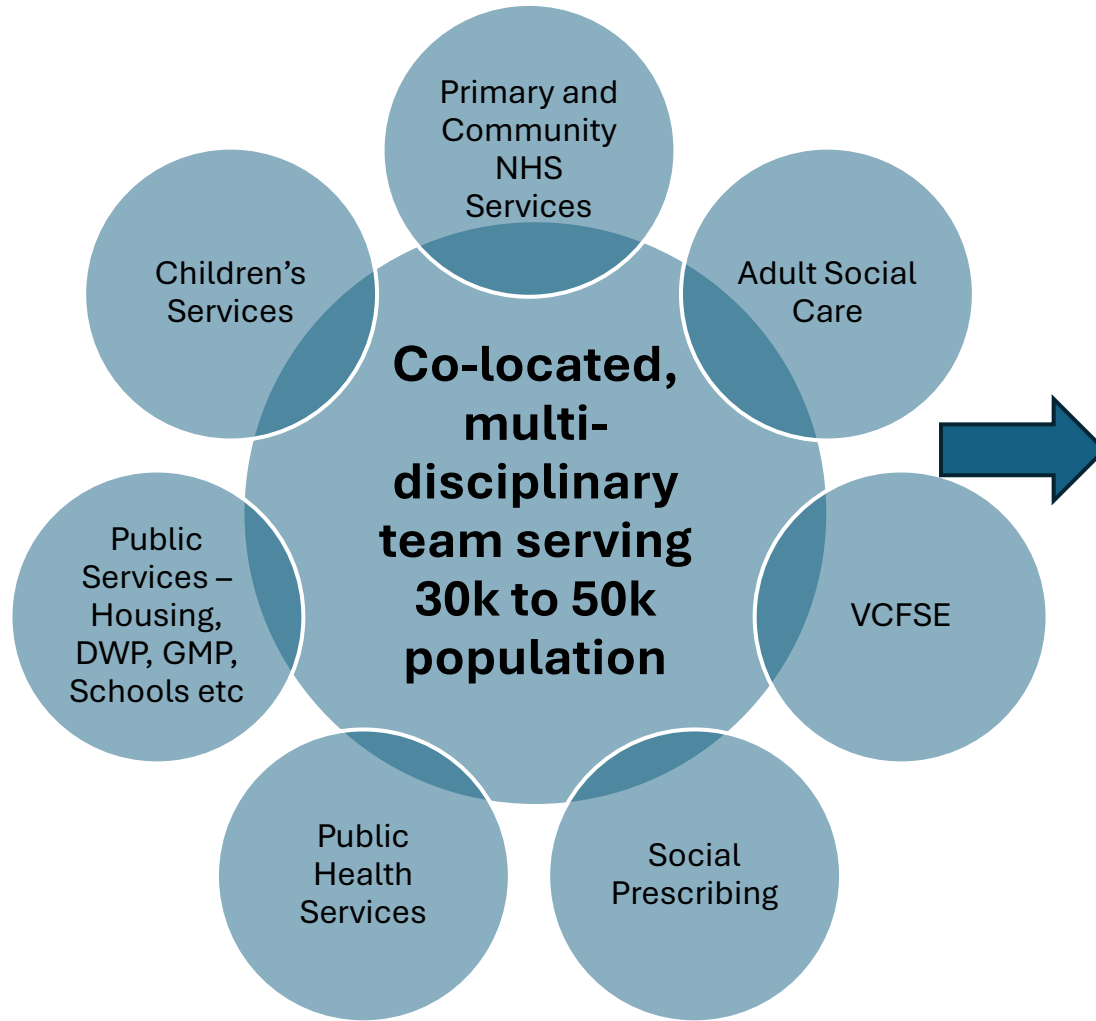 Primary and
Community
NHS
Services
Children’s
Services
Adult Social
Care
Co-located,
multi-
disciplinary
team serving
30k to 50k
population
Public
Services –
Housing,
DWP, GMP,
Schools etc
VCFSE
Public
Health
Services
Social
Prescribing